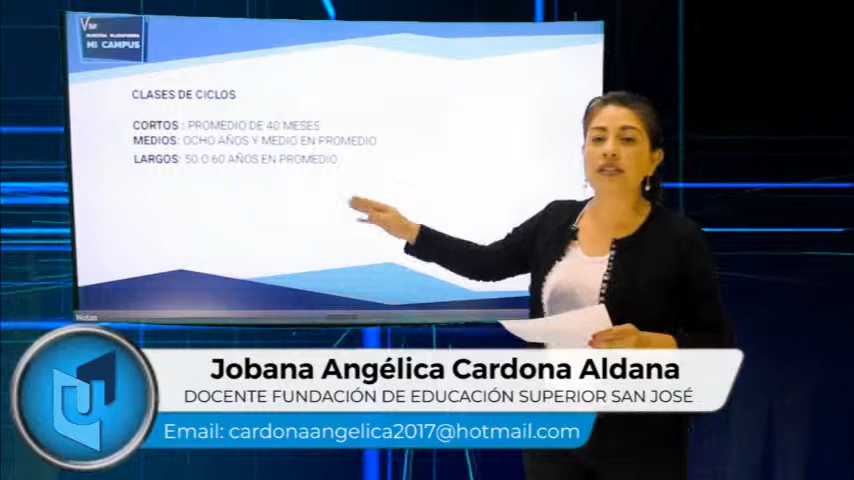 MI CAMPUS
CLASES DE CICLOS
CORTOS : PROMEDIO DE 40 MESES
MEDIOS: OCHO AÑOS Y MEDIO EN PROMEDIO
LARGOS: 50 O 60 AÑOS EN PROMEDIO
Notas
Jobana Angélica Cardona Aldana
DOCENTE FUNDACIÓN DE EDUCACIÓN SUPERIOR SAN JOSÉ
Email: cardonaangelica2017@hotmail.com